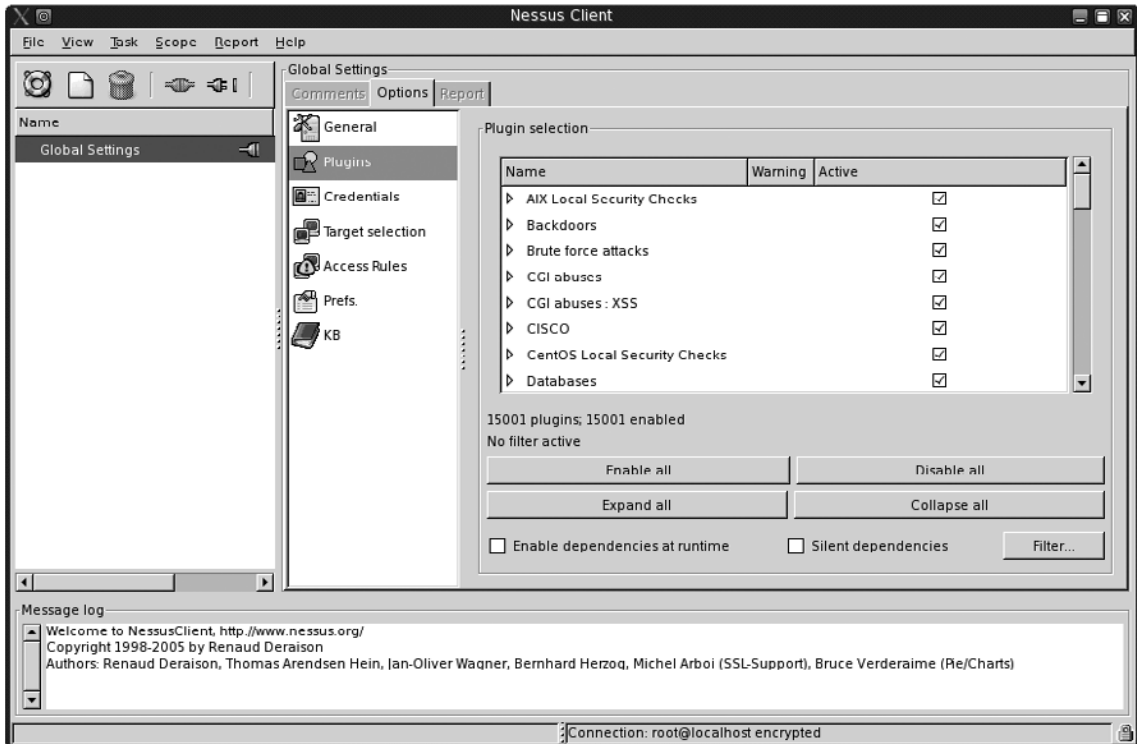 Nessus Client
File View Task Scope Report Help
Global Settings
Comments Options Report
Name
Global Settings
General
Plugins
Credentials
Target selection
Access Rules
Prefs.
KB
Plugin selection
Name Warning Active
AIX Local Security Checks
Backdoors
Brute force attacks
CGI abuses
CGI abuses : XSS
CISCO
CentOS Local Security Checks
Databases
15001 plugins; 15001 enabled
No filter active
Enable all Disable all
Expand all Collapse all
Enable dependencies at runtime Silent dependencies Filter...
Message log
Welcome to NessusClient, http://www.nessus.org/
Copyright 1998-2005 by Renaud Deraison
Authors: Renaud Deraison, Thomas Arendsen Hein, Jan-Oliver Wagner, Bernhard Herzog, Michel Arboi (SSL-Support), Bruce Verderaime (Pie/Charts)
Connection: root@localhost encrypted